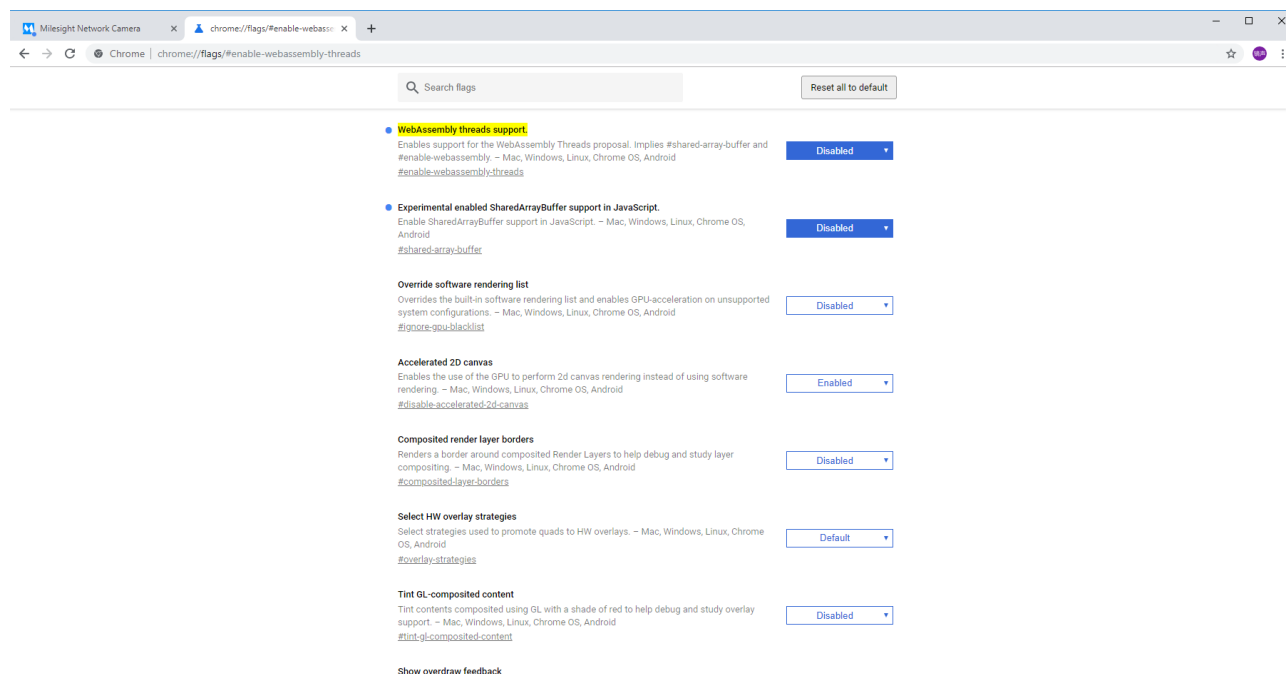 Milesight Network Camera
chrome://flags/#enable-webasse
Chrome | chrome://flags/#enable-webassembly-threads
Search flags
Reset all to default
WebAssembly threads support.
Enables support for the WebAssembly Threads proposal. Implies #shared-array-buffer and
#enable-webassembly. – Mac, Windows, Linux, Chrome OS, Android
#enable-webassembly-threads
Disabled
Experimental enabled SharedArrayBuffer support in JavaScript.
Enable SharedArrayBuffer support in JavaScript. – Mac, Windows, Linux, Chrome OS,
Android
#shared-array-buffer
Disabled
Override software rendering list
Overrides the built-in software rendering list and enables GPU-acceleration on unsupported
system configurations. – Mac, Windows, Linux, Chrome OS, Android
#ignore-gpu-blacklist
Disabled
Accelerated 2D canvas
Enables the use of the GPU to perform 2d canvas rendering instead of using software
rendering. – Mac, Windows, Linux, Chrome OS, Android
#disable-accelerated-2d-canvas
Enabled
Composited render layer borders
Renders a border around composited Render Layers to help debug and study layer
compositing. – Mac, Windows, Linux, Chrome OS, Android
#composited-layer-borders
Disabled
Select HW overlay strategies
Select strategies used to promote quads to HW overlays. – Mac, Windows, Linux, Chrome
OS, Android
#overlay-strategies
Default
Tint GL-composited content
Tint contents composited using GL with a shade of red to help debug and study overlay
support. – Mac, Windows, Linux, Chrome OS, Android
#tint-gl-composited-content
Disabled
Show overdraw feedback